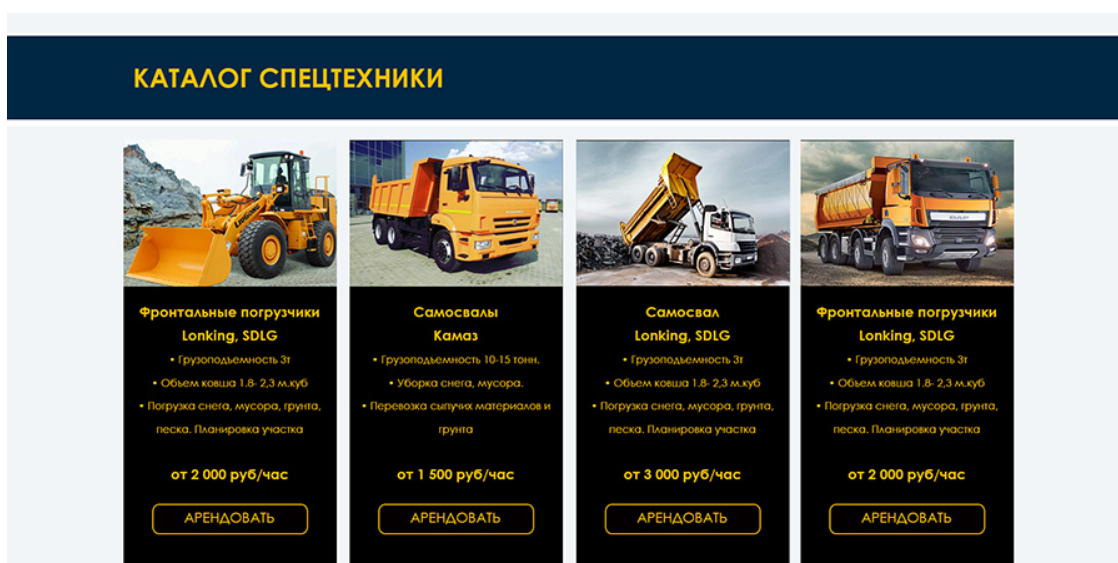 КАТАЛОГ СПЕЦТЕХНИКИ
Фронтальные погрузчики
Lonking, SDLG
• Грузоподъемность 3т
• Объем ковша 1.8- 2,3 м.куб
• Погрузка снега, мусора, грунта,
песка. Планировка участка
от 2 000 руб/час
АРЕНДОВАТЬ
Самосвалы
Камаз
• Грузоподъемность 10-15 тонн.
• Уборка снега, мусора.
• Перевозка сыпучих материалов и
грунта
от 1 500 руб/час
АРЕНДОВАТЬ
Самосвал
Lonking, SDLG
• Грузоподъемность 3т
• Объем ковша 1.8- 2,3 м.куб
• Погрузка снега, мусора, грунта,
песка. Планировка участка
от 3 000 руб/час
АРЕНДОВАТЬ
DAF
Фронтальные погрузчики
Lonking, SDLG
• Грузоподъемность 3т
• Объем ковша 1.8- 2,3 м.куб
• Погрузка снега, мусора, грунта,
песка. Планировка участка
от 2 000 руб/час
АРЕНДОВАТЬ